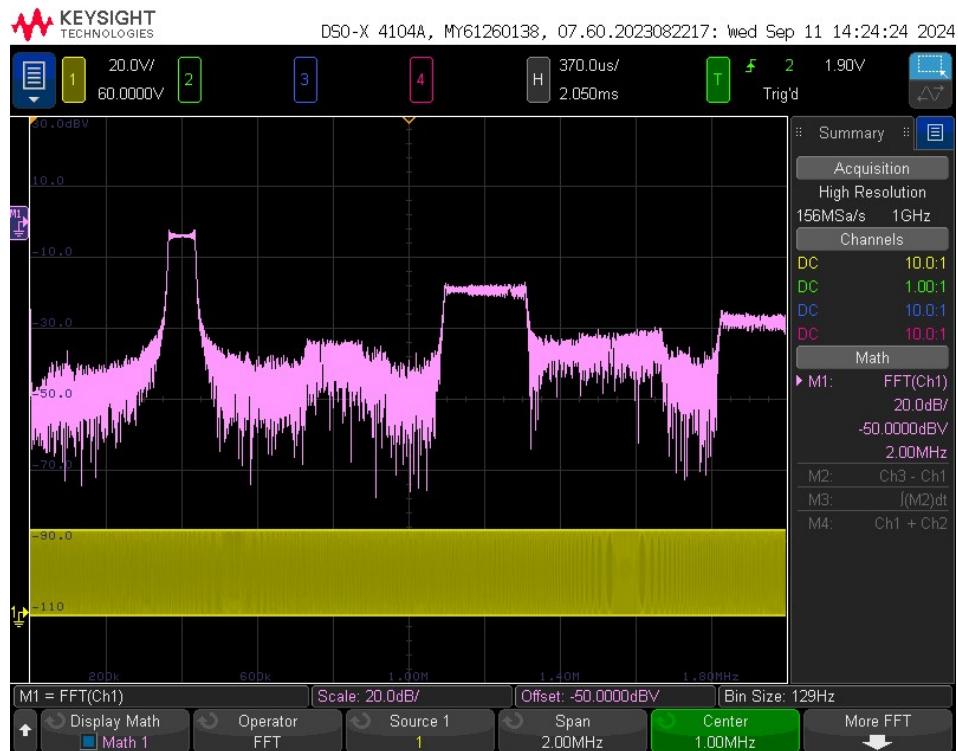 KEYSIGHT
TECHNOLOGIES
DSO-X 4104A, MY61260138, 07.60.2023082217: Wed Sep 11 14:24:24 2024
1 20.0V/ 2 3 4 H 370.0us/ T 2 1.90V
60.0000V 2.050ms Trig'd
30.0dBV
10.0
M1
-10.0
-30.0
-50.0
-70.0
-90.0
-110
1
200k 600k 1.00M 1.40M 1.80MHz
Summary
Acquisition
High Resolution
156MSa/s 1GHz
Channels
DC 10.0:1
DC 1.00:1
DC 10.0:1
DC 10.0:1
Math
M1: FFT(Ch1)
20.0dB/
-50.0000dBV
2.00MHz
M2: Ch3 - Ch1
M3: ∫(M2)dt
M4: Ch1 + Ch2
M1 = FFT(Ch1) Scale: 20.0dB/ Offset: -50.0000dBV Bin Size: 129Hz
Display Math Operator Source 1 Span Center More FFT
Math 1 FFT 1 2.00MHz 1.00MHz